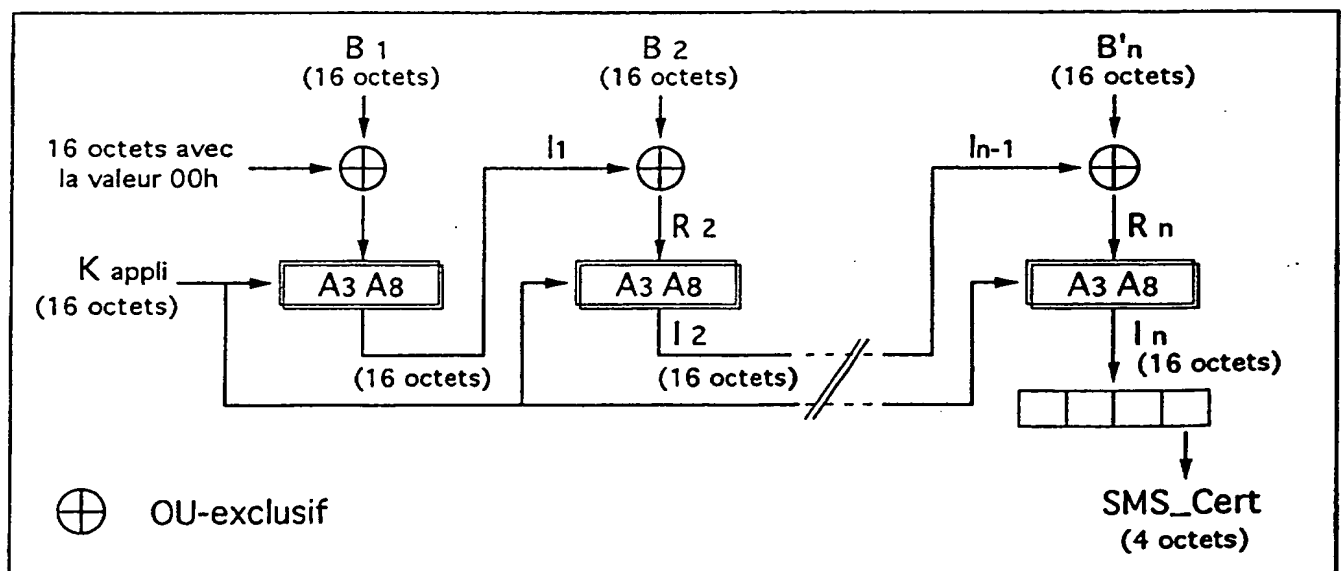 B 1
(16 octets)
B 2
(16 octets)
B'n
(16 octets)
16 octets avec
la valeur 00h
I1
In-1
R 2
R n
K appli
(16 octets)
A3 A8
A3 A8
A3 A8
(16 octets)
I 2
(16 octets)
I n
(16 octets)
OU-exclusif
SMS_Cert
(4 octets)